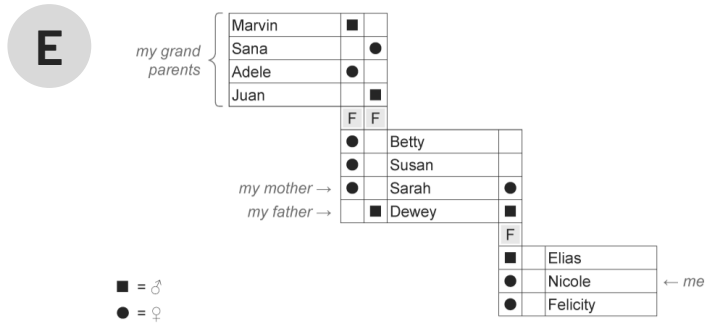 E
my grand
parents
Marvin
Sana
Adele
Juan
F F
Betty
Susan
my mother → Sarah
my father → Dewey
F
Elias
Nicole ← me
Felicity
■ = ♂
● = ♀